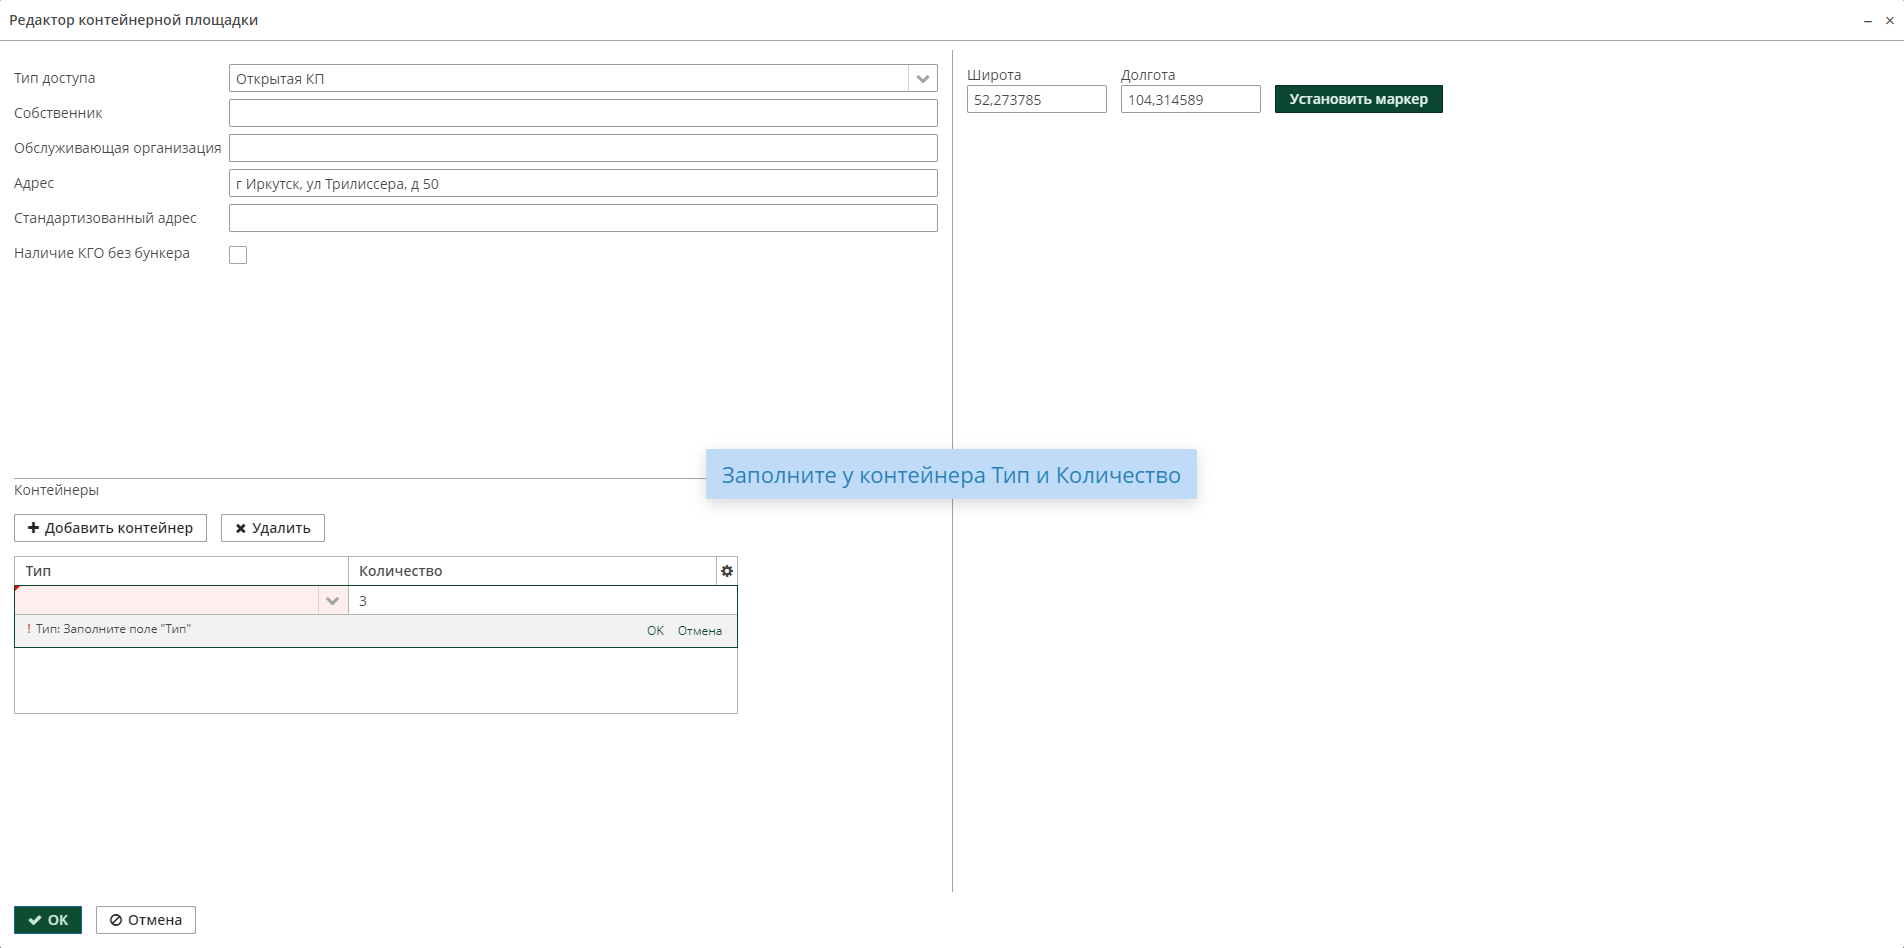 Редактор контейнерной площадки
Тип доступа
Открытая КП
Собственник
Обслуживающая организация
Адрес
г Иркутск, ул Трилиссера, д 50
Стандартизованный адрес
Наличие КГО без бункера
Широта
Долгота
52,273785
104,314589
Установить маркер
Заполните у контейнера Тип и Количество
Контейнеры
Добавить контейнер
Удалить
Тип
Количество
3
! Тип: Заполните поле "Тип"
OK
Отмена
OK
Отмена